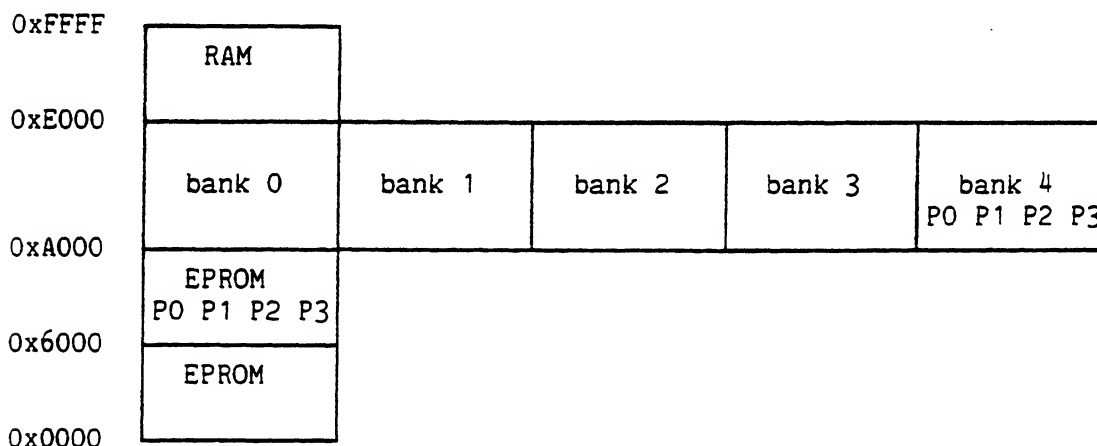 0xFFFF
RAM
0xE000
bank 0 bank 1 bank 2 bank 3 bank 4
P0 P1 P2 P3
0xA000
EPROM
P0 P1 P2 P3
0x6000
EPROM
0x0000